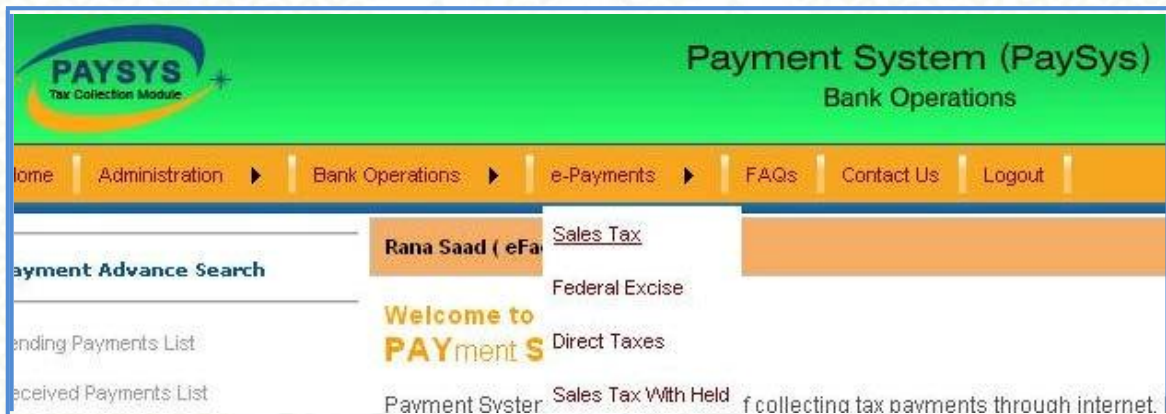 PAYSYS
Tax Collection Module
Payment System (PaySys)
Bank Operations
ome Administration Bank Operations e-Payments FAQs Contact Us Logout
Sales Tax
Federal Excise
Direct Taxes
Sales Tax With Held
ayment Advance Search
ending Payments List
eceived Payments List
Rana Saad ( eFa
Welcome to
PAYment S
Payment System f collecting tax payments through internet.